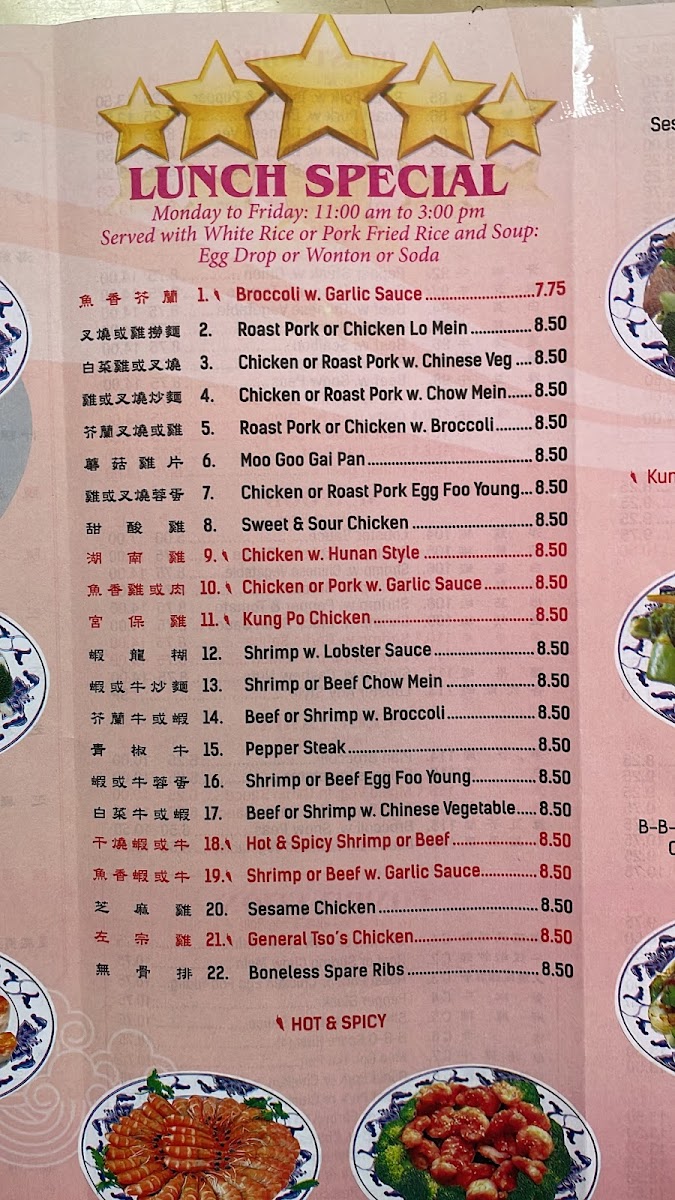 LUNCH SPECIAL
Monday to Friday: 11:00 am to 3:00 pm
Served with White Rice or Pork Fried Rice and Soup:
Egg Drop or Wonton or Soda
魚香芥蘭 1. Broccoli w. Garlic Sauce ..........................7.75
叉燒或雞撈麵 2. Roast Pork or Chicken Lo Mein ..............8.50
白菜雞或叉燒 3. Chicken or Roast Pork w. Chinese Veg ....8.50
雞或叉燒炒麵 4. Chicken or Roast Pork w. Chow Mein......8.50
芥蘭叉燒或雞 5. Roast Pork or Chicken w. Broccoli.........8.50
蘑菇雞片 6. Moo Goo Gai Pan....................................8.50
雞或叉燒蓉蛋 7. Chicken or Roast Pork Egg Foo Young...8.50
甜酸雞 8. Sweet & Sour Chicken ...........................8.50
湖南雞 9. Chicken w. Hunan Style ........................8.50
魚香雞或肉 10. Chicken or Pork w. Garlic Sauce............8.50
宮保雞 11. Kung Po Chicken....................................8.50
蝦龍糊 12. Shrimp w. Lobster Sauce ......................8.50
蝦或牛炒麵 13. Shrimp or Beef Chow Mein ...................8.50
芥蘭牛或蝦 14. Beef or Shrimp w. Broccoli...................8.50
青椒牛 15. Pepper Steak..........................................8.50
蝦或牛蓉蛋 16. Shrimp or Beef Egg Foo Young..............8.50
白菜牛或蝦 17. Beef or Shrimp w. Chinese Vegetable.....8.50
干燒蝦或牛 18. Hot & Spicy Shrimp or Beef ..................8.50
魚香蝦或牛 19. Shrimp or Beef w. Garlic Sauce............8.50
芝麻雞 20. Sesame Chicken ...................................8.50
左宗雞 21. General Tso's Chicken...........................8.50
無骨排 22. Boneless Spare Ribs .............................8.50
HOT & SPICY
Kun
B-B-